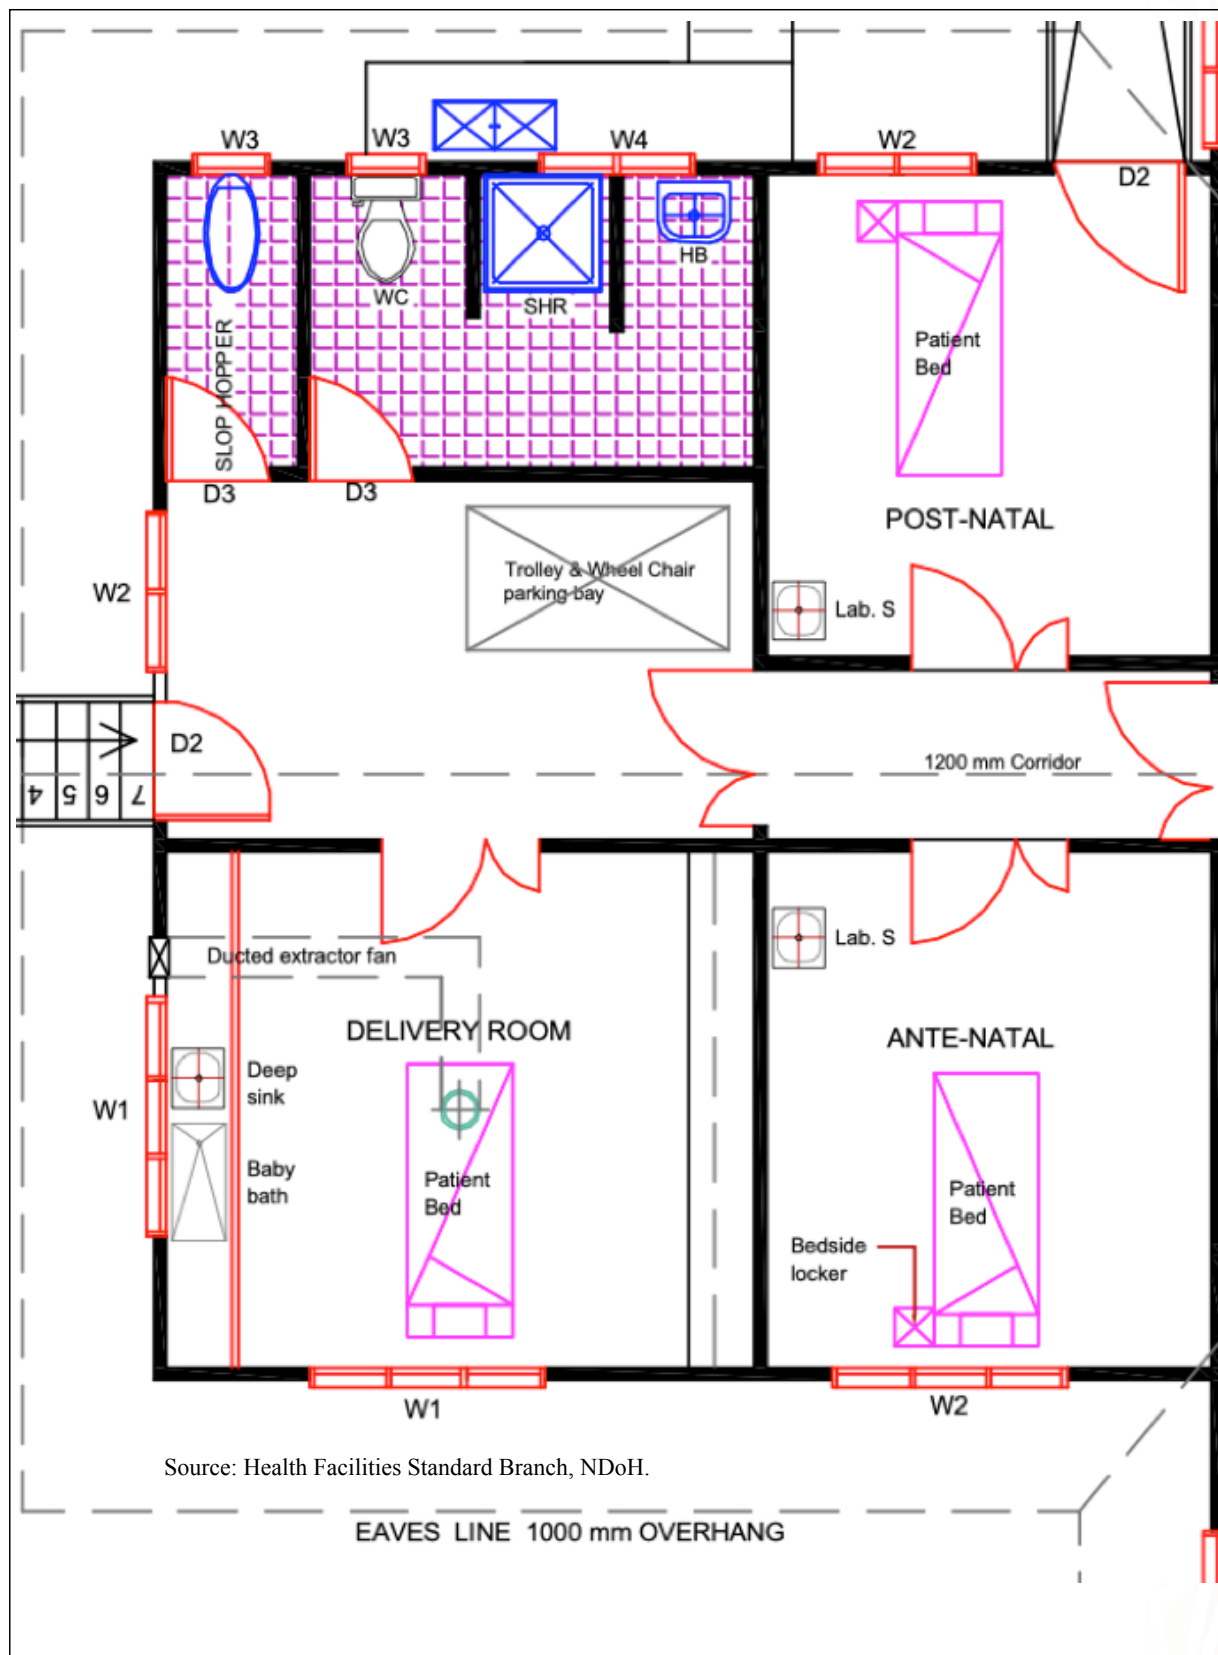 W3
W3
W4
W2
D2
HB
WC
SHR
SLOP HOPPER
Patient
Bed
D3
D3
POST-NATAL
Trolley & Wheel Chair
parking bay
W2
Lab. S
D2
1200 mm Corridor
4 5 6 7
Ducted extractor fan
Lab. S
DELIVERY ROOM
ANTE-NATAL
Deep
sink
W1
Baby
bath
Patient
Bed
Patient
Bed
Bedside
locker
W1
W2
Source: Health Facilities Standard Branch, NDoH.
EAVES LINE 1000 mm OVERHANG